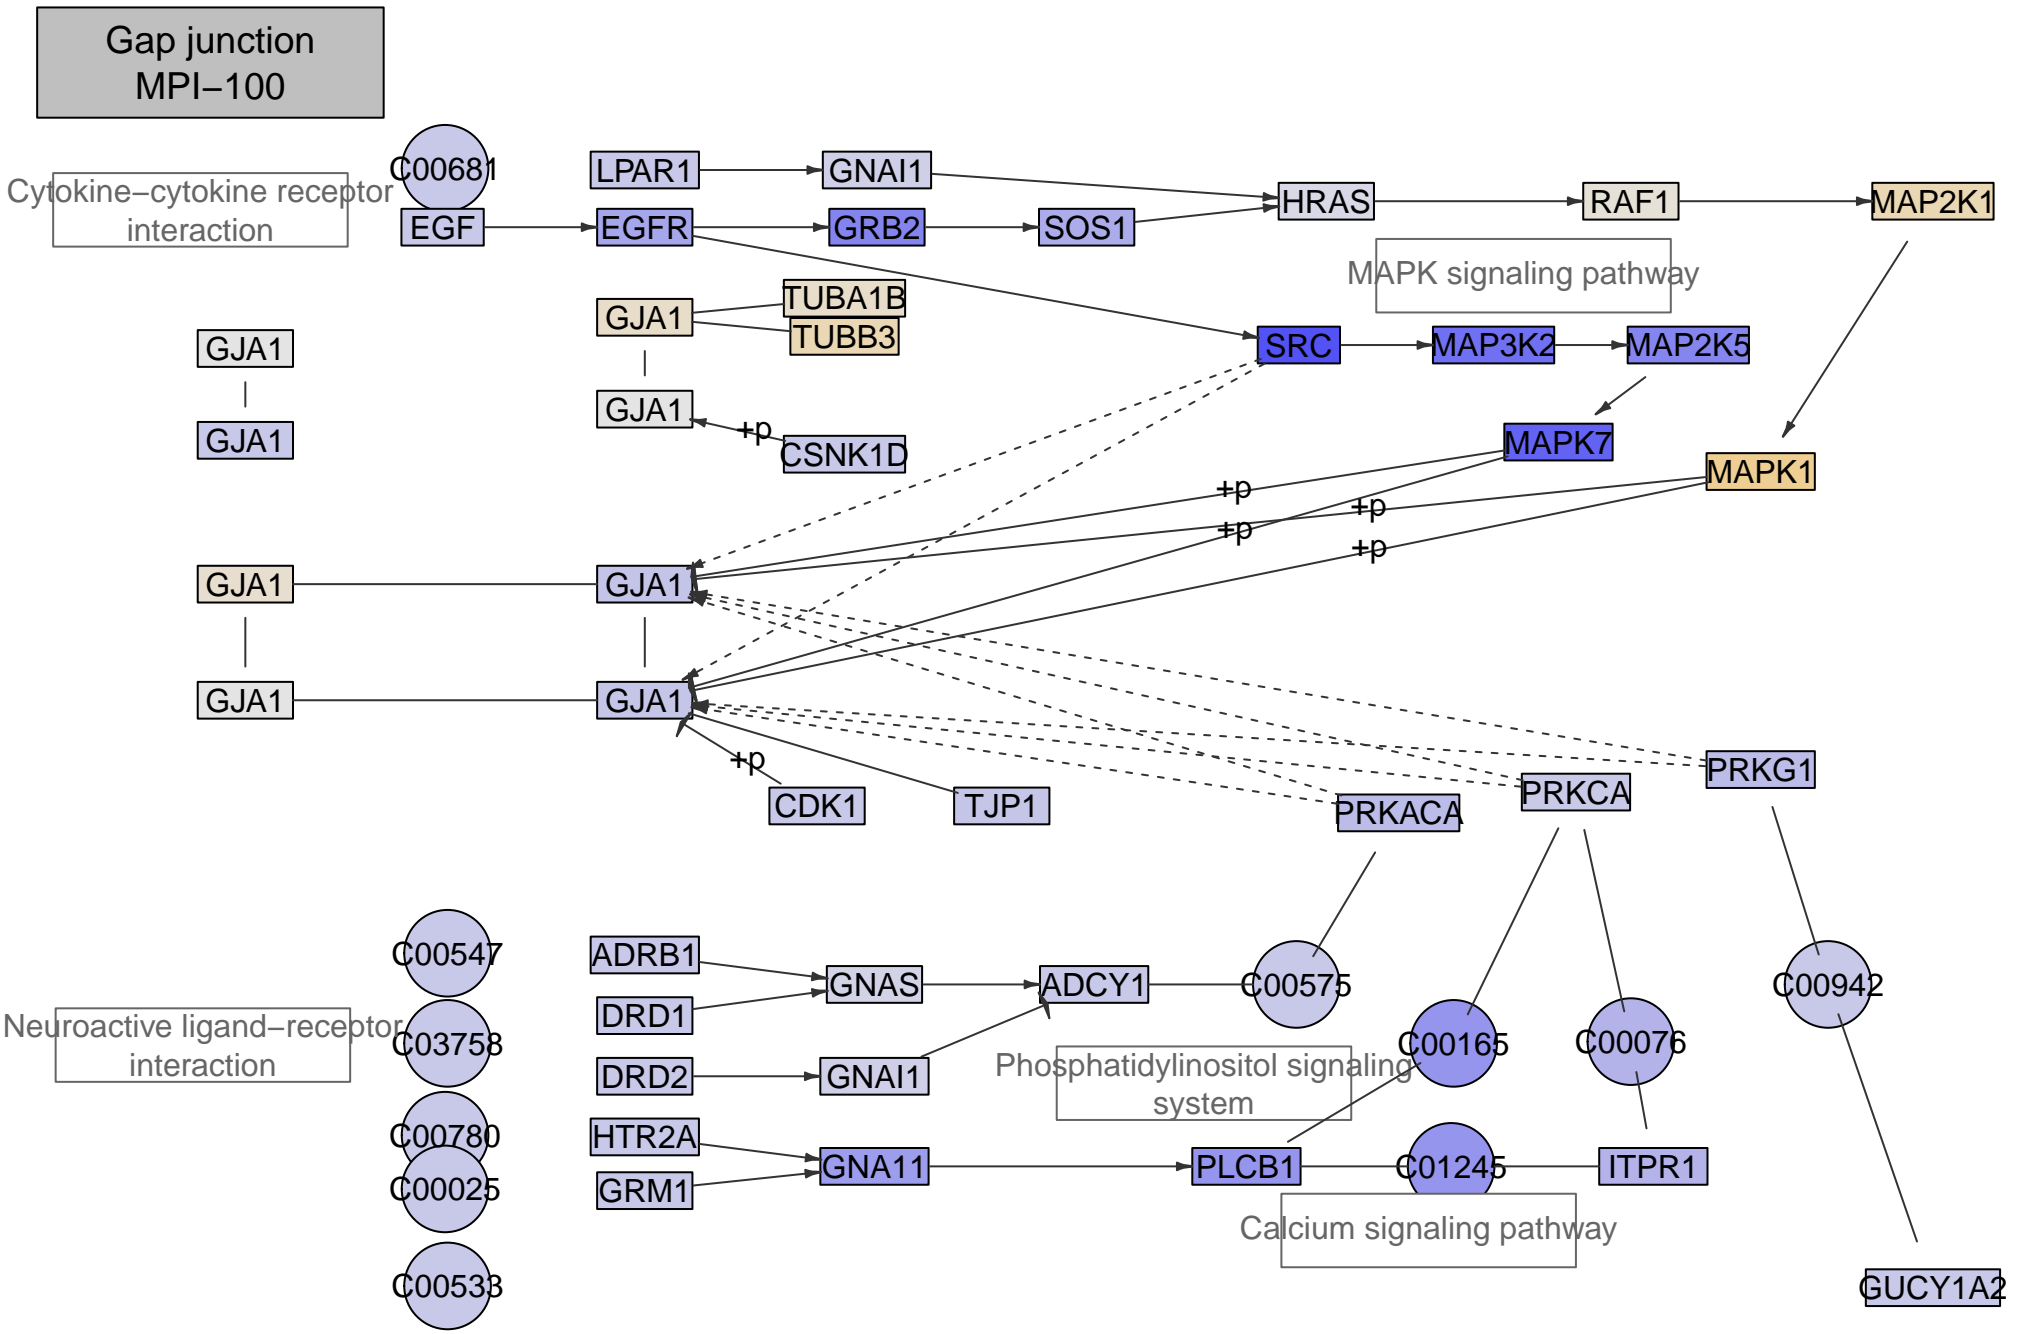 Gap junction
MPI−100
C00681
LPAR1
GNAI1
HRAS
RAF1
MAP2K1
Cytokine−cytokine receptor
interaction
EGF
EGFR
GRB2
SOS1
MAPK signaling pathway
TUBA1B
GJA1
TUBB3
GJA1
SRC
MAP3K2
MAP2K5
GJA1
+p
CSNK1D
GJA1
MAPK7
MAPK1
+p
+p
+p
+p
GJA1
GJA1
GJA1
GJA1
+p
CDK1
TJP1
PRKACA
PRKCA
PRKG1
C00547
ADRB1
GNAS
ADCY1
C00575
C00942
DRD1
Neuroactive ligand−receptor
interaction
C03758
C00165
C00076
DRD2
GNAI1
Phosphatidylinositol signaling
system
C00780
HTR2A
GNA11
PLCB1
C01245
ITPR1
C00025
GRM1
Calcium signaling pathway
C00533
GUCY1A2